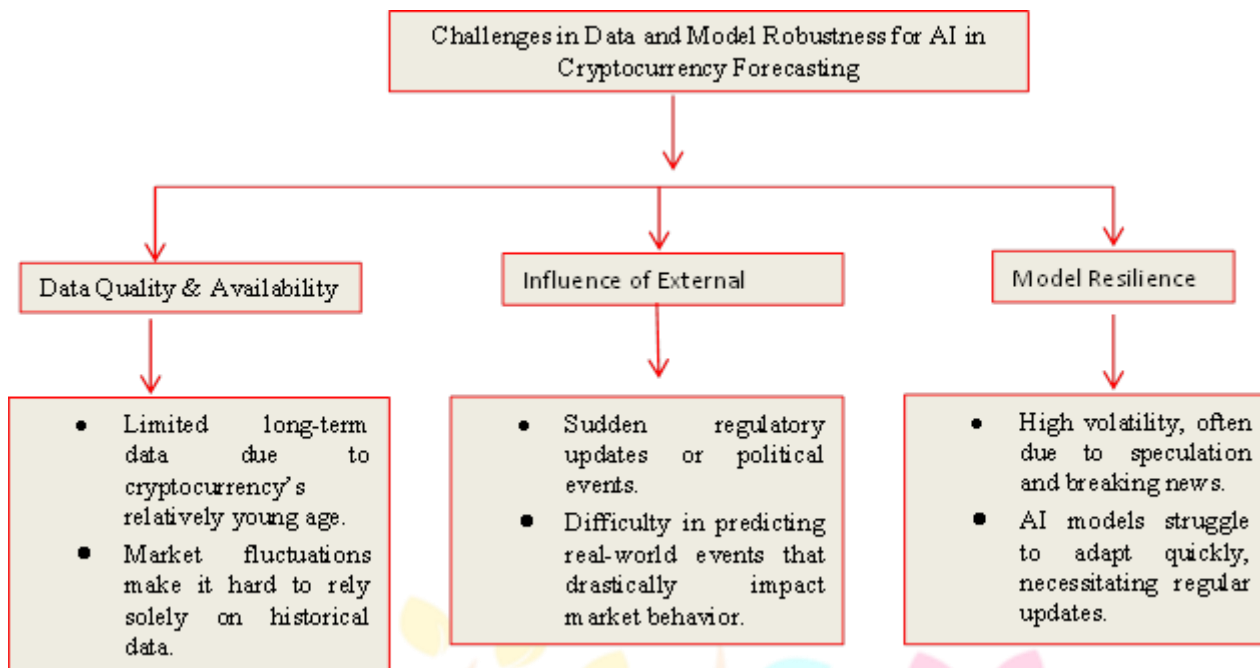 Challenges in Data and Model Robustness for AI in
Cryptocurrency Forecasting
Data Quality & Availability
Influence of External
Model Resilience
● Limited long-term
data due to
cryptocurrency’s
relatively young age.
● Market fluctuations
make it hard to rely
solely on historical
data.
● Sudden regulatory
updates or political
events.
● Difficulty in predicting
real-world events that
drastically impact
market behavior.
● High volatility, often
due to speculation
and breaking news.
● AI models struggle
to adapt quickly,
necessitating regular
updates.